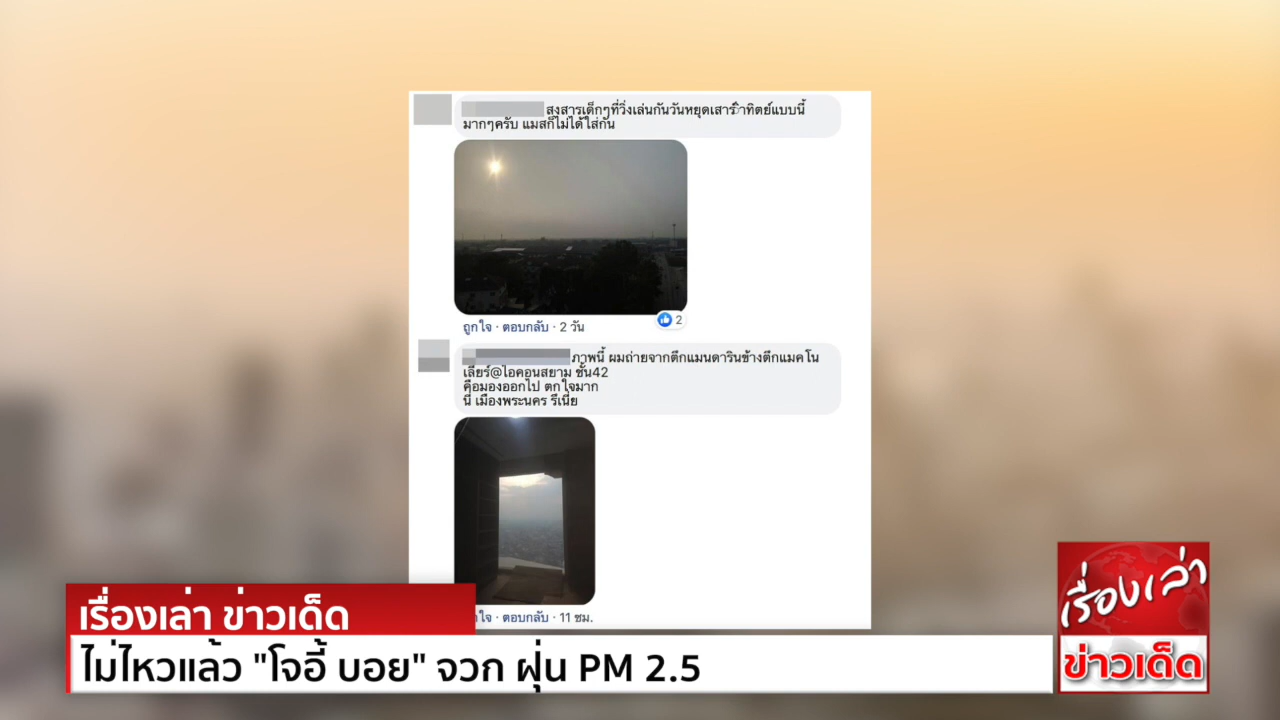 สงสารเด็กๆที่วิ่งเล่นกันวันหยุดเสาร์อาทิตย์แบบนี้
มากๆครับ แมสก็ไม่ได้ใส่กัน
ถูกใจ · ตอบกลับ · 2 วัน
2
ภาพนี้ ผมถ่ายจากตึกแมนดารินข้างตึกแมคโน
เลียร์@ไอคอนสยาม ชั้น42
คือมองออกไป ตกใจมาก
นี่ เมืองพระนคร รึเนี่ย
ใจ · ตอบกลับ · 11 ชม.
เรื่องเล่า ข่าวเด็ด
ไม่ไหวแล้ว "โจอี้ บอย" จวก ฝุ่น PM 2.5
เรื่องเล่า
ข่าวเด็ด